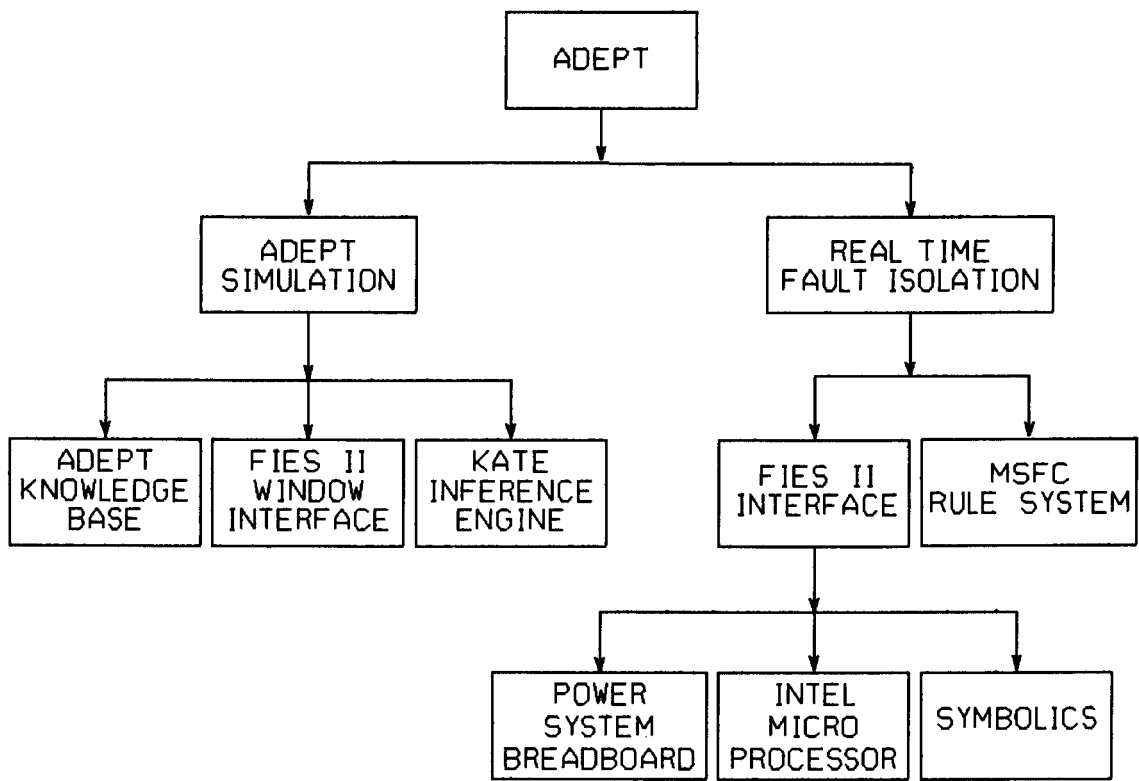 ADEPT
ADEPT
SIMULATION
REAL TIME
FAULT ISOLATION
ADEPT
KNOWLEDGE
BASE
FIES II
WINDOW
INTERFACE
KATE
INFERENCE
ENGINE
FIES II
INTERFACE
MSFC
RULE SYSTEM
POWER
SYSTEM
BREADBOARD
INTEL
MICRO
PROCESSOR
SYMBOLICS